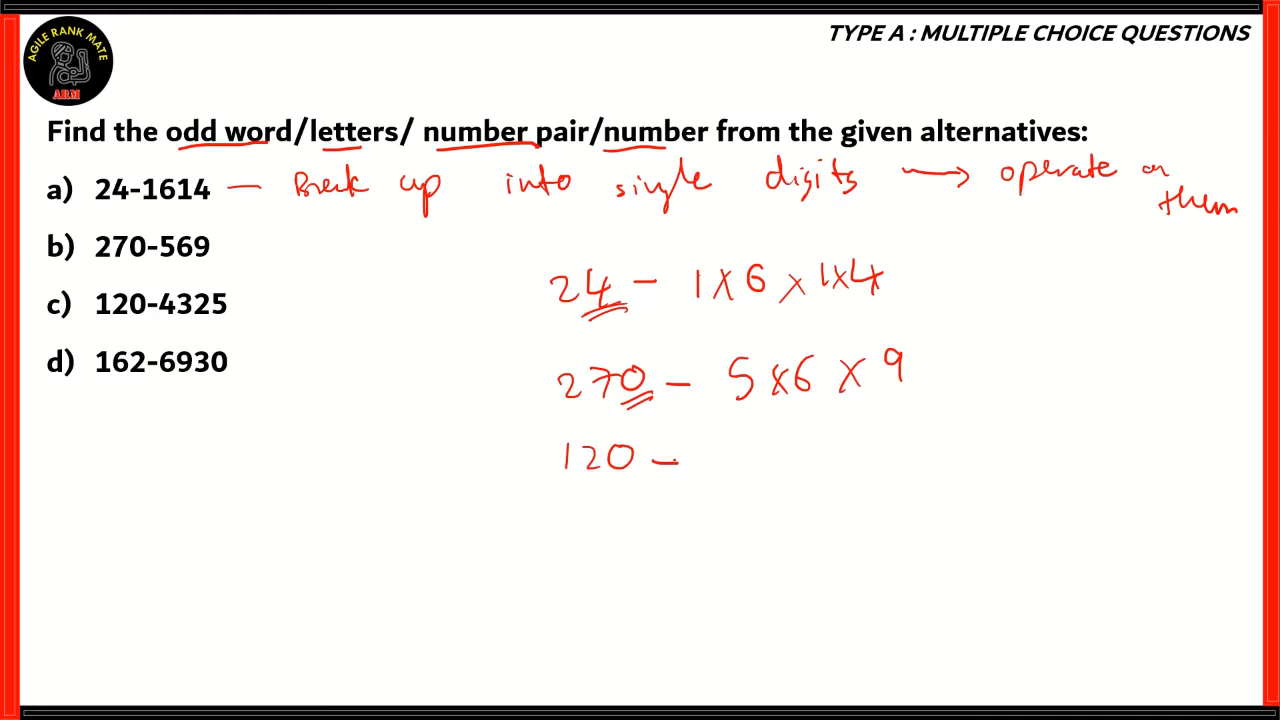 AGILE RANK MATE
ARM
TYPE A : MULTIPLE CHOICE QUESTIONS
Find the odd word/letters/ number pair/number from the given alternatives:
a) 24-1614 — Break up into single digits → operate on them
b) 270-569
c) 120-4325
d) 162-6930
24 - 1 x 6 x 1 x 4
270 - 5 x 6 x 9
120 -